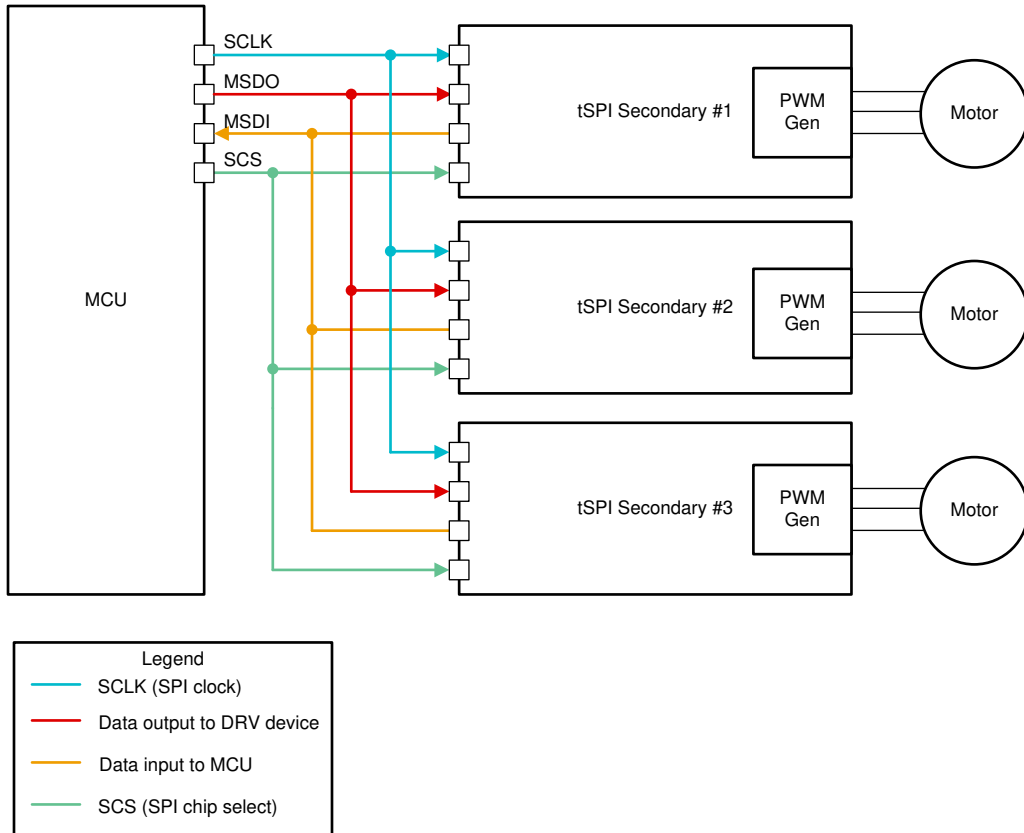 SCLK
MSDO
MSDI
SCS
MCU
tSPI Secondary #1
PWM
Gen
Motor
tSPI Secondary #2
PWM
Gen
Motor
tSPI Secondary #3
PWM
Gen
Motor
Legend
SCLK (SPI clock)
Data output to DRV device
Data input to MCU
SCS (SPI chip select)